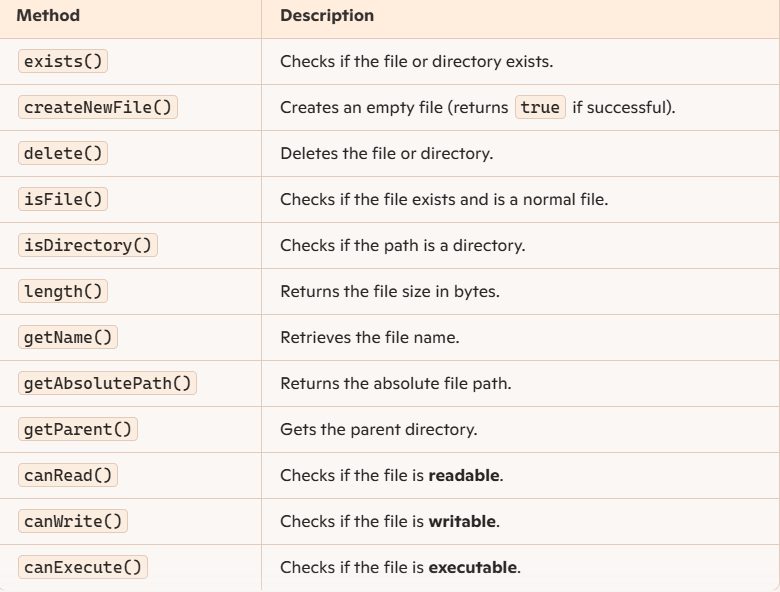 Method Description
exists() Checks if the file or directory exists.
createNewFile() Creates an empty file (returns true if successful).
delete() Deletes the file or directory.
isFile() Checks if the file exists and is a normal file.
isDirectory() Checks if the path is a directory.
length() Returns the file size in bytes.
getName() Retrieves the file name.
getAbsolutePath() Returns the absolute file path.
getParent() Gets the parent directory.
canRead() Checks if the file is readable.
canWrite() Checks if the file is writable.
canExecute() Checks if the file is executable.